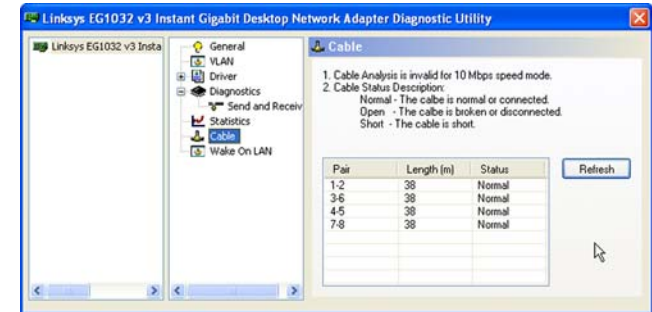 Linksys EG1032 v3 Instant Gigabit Desktop Network Adapter Diagnostic Utility
Linksys EG1032 v3 Insta
General
VLAN
Driver
Diagnostics
Send and Receiv
Statistics
Cable
Wake On LAN
Cable
1. Cable Analysis is invalid for 10 Mbps speed mode.
2. Cable Status Description:
Normal - The calbe is normal or connected.
Open - The calbe is broken or disconnected.
Short - The cable is short.
Pair Length (m) Status
1-2 38 Normal
3-6 38 Normal
4-5 38 Normal
7-8 38 Normal
Refresh